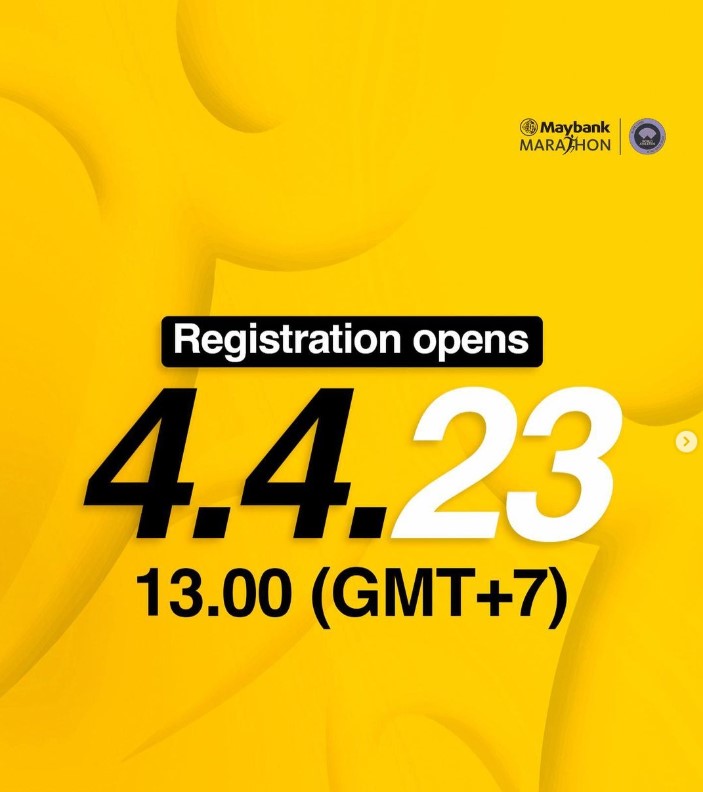 Maybank
MARATHON
Registration opens
4.4.23
13.00 (GMT+7)